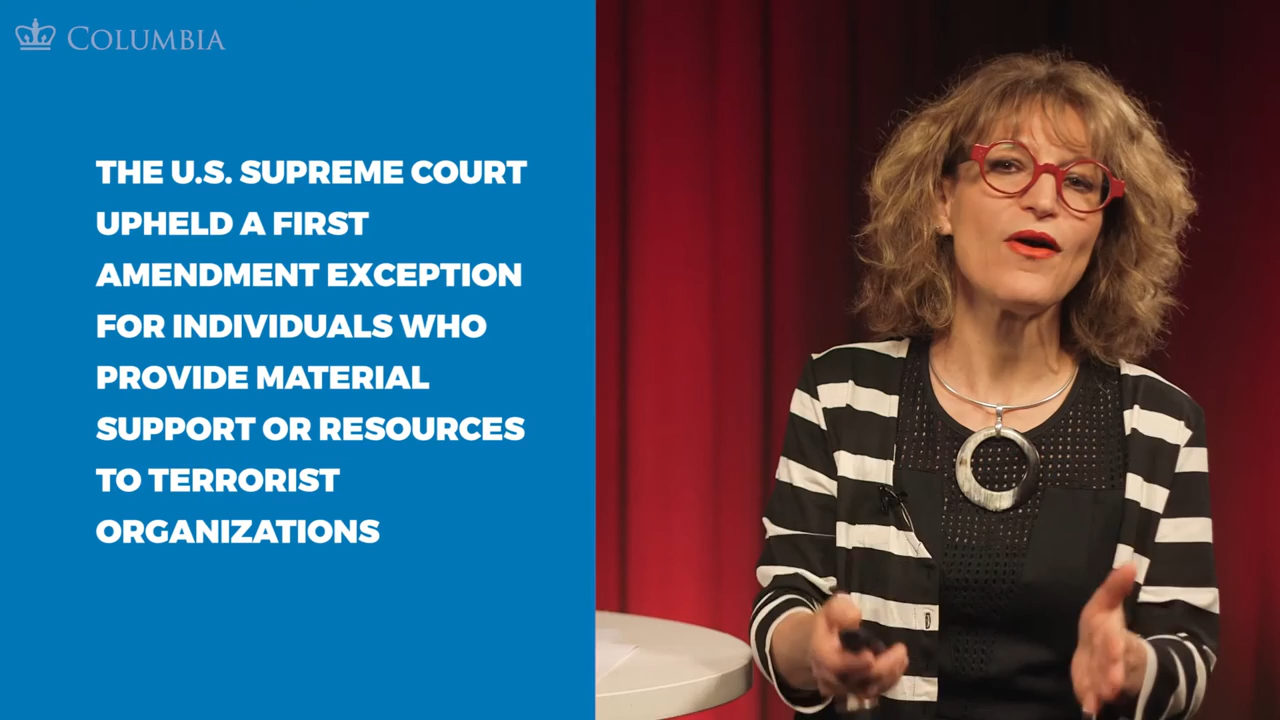 COLUMBIA
THE U.S. SUPREME COURT
UPHELD A FIRST
AMENDMENT EXCEPTION
FOR INDIVIDUALS WHO
PROVIDE MATERIAL
SUPPORT OR RESOURCES
TO TERRORIST
ORGANIZATIONS